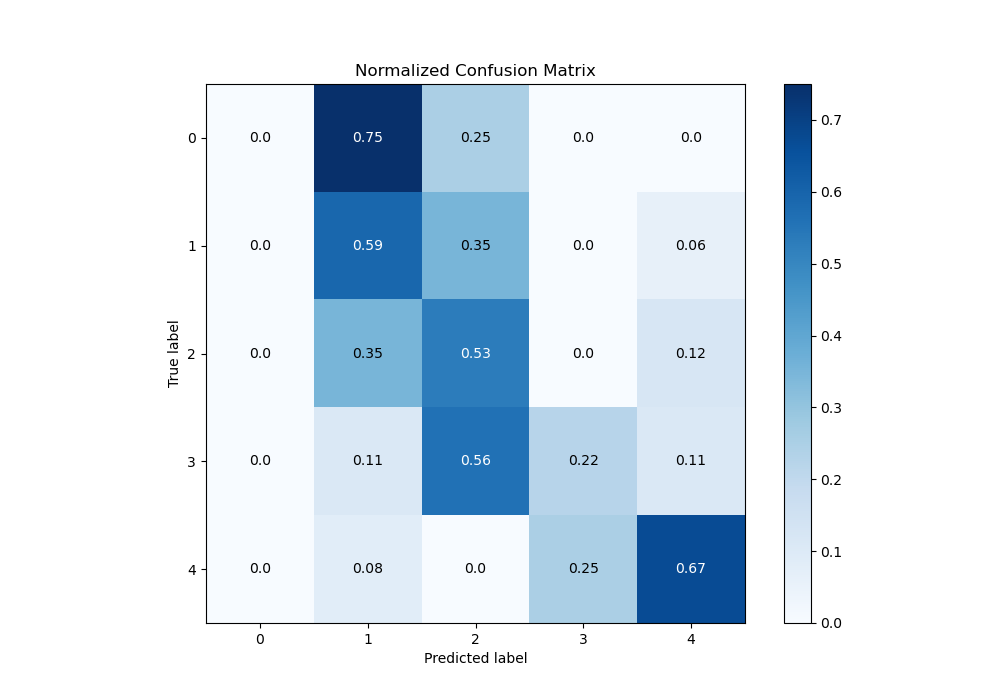 Normalized Confusion Matrix
0 0.0 0.75 0.25 0.0 0.0
1 0.0 0.59 0.35 0.0 0.06
2 0.0 0.35 0.53 0.0 0.12
3 0.0 0.11 0.56 0.22 0.11
4 0.0 0.08 0.0 0.25 0.67
True label
0 1 2 3 4
Predicted label
0.7
0.6
0.5
0.4
0.3
0.2
0.1
0.0